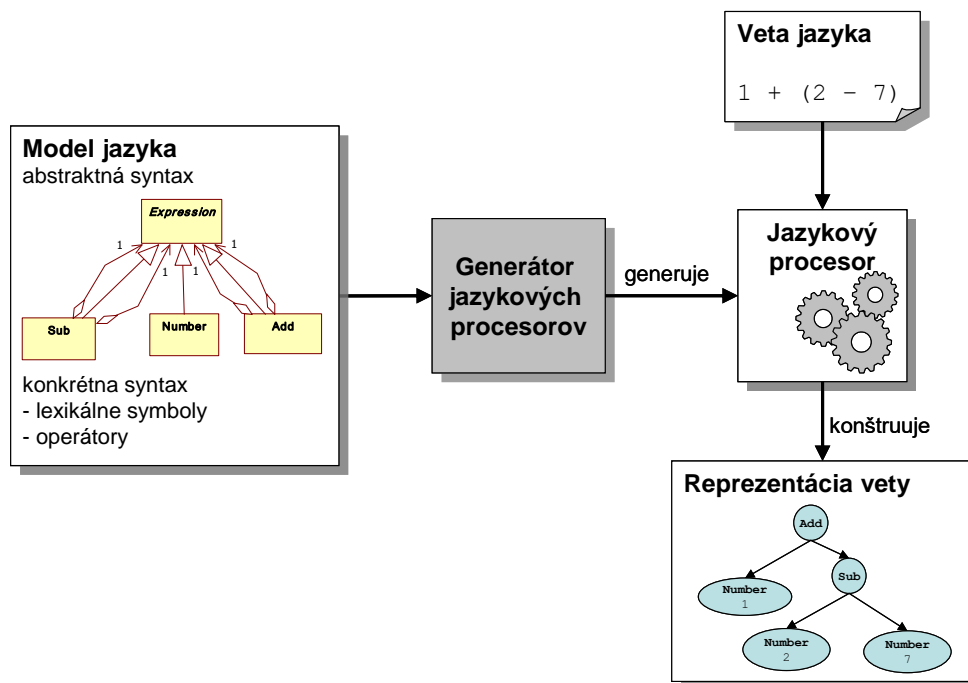 Veta jazyka
1 + (2 – 7)
Model jazyka
abstraktná syntax
Expression
1
1
1
1
Sub
Number
Add
konkrétna syntax
- lexikálne symboly
- operátory
Generátor
jazykových
procesorov
generuje
Jazykový
procesor
konštruuje
Reprezentácia vety
Add
Sub
Number
1
Number
2
Number
7